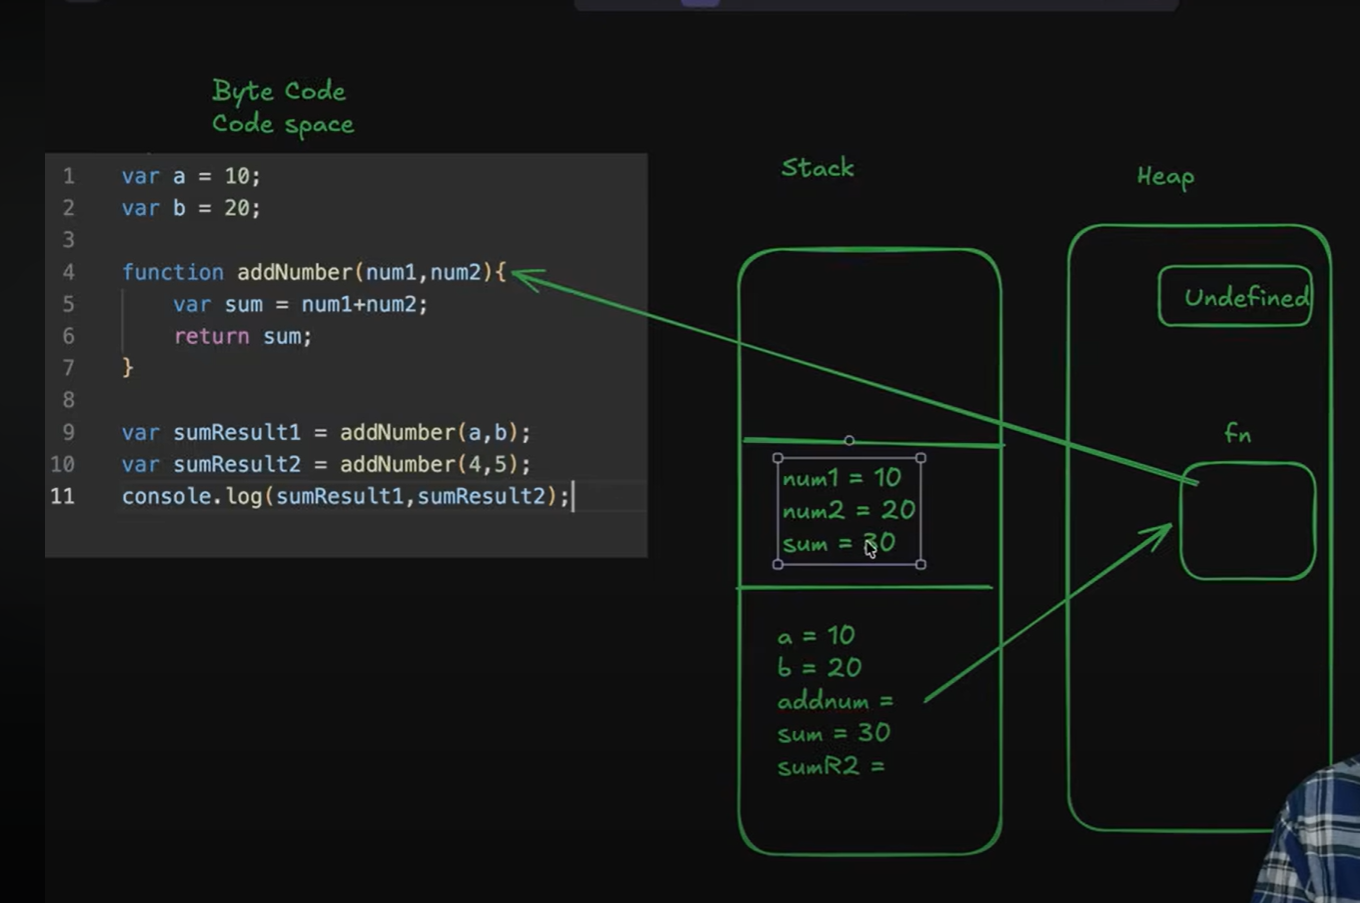 Byte Code
Code space
1 var a = 10;
2 var b = 20;
3
4 function addNumber(num1,num2){
5 var sum = num1+num2;
6 return sum;
7 }
8
9 var sumResult1 = addNumber(a,b);
10 var sumResult2 = addNumber(4,5);
11 console.log(sumResult1,sumResult2);
Stack
num1 = 10
num2 = 20
sum = 30
a = 10
b = 20
addnum =
sum = 30
sumR2 =
Heap
Undefined
fn